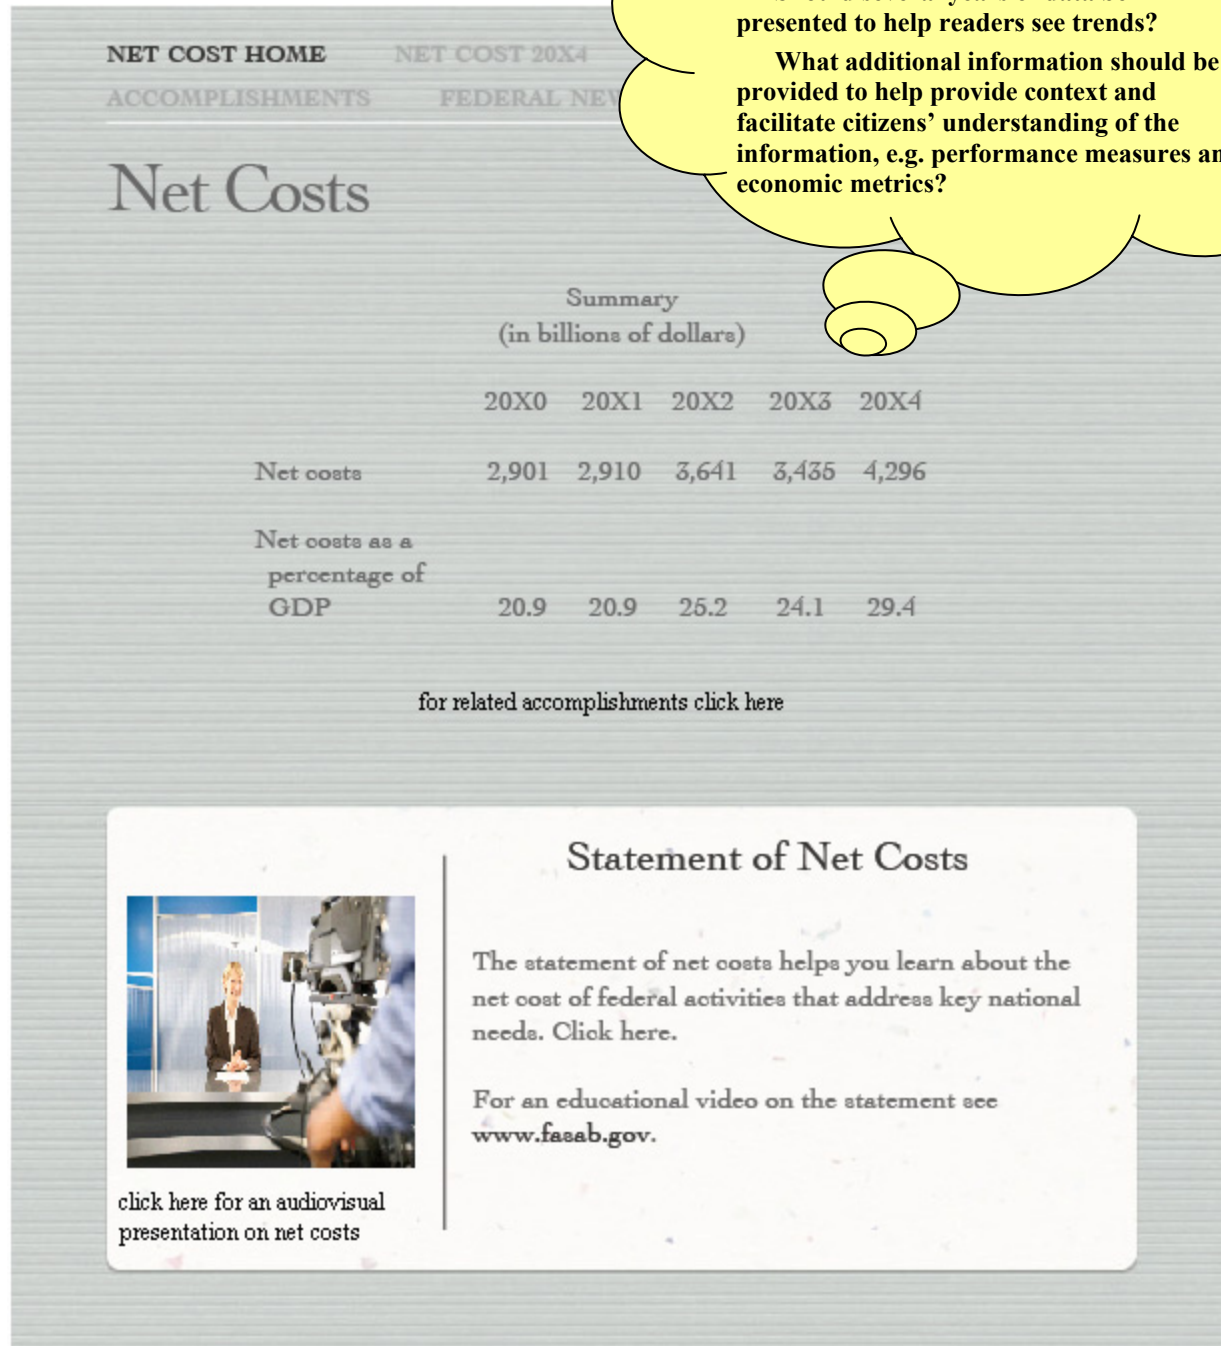 presented to help readers see trends?
What additional information should be
provided to help provide context and
facilitate citizens’ understanding of the
information, e.g. performance measures
economic metrics?
NET COST HOME NET COST 20X4
ACCOMPLISHMENTS FEDERAL
Net Costs
Summary
(in billions of dollars)
20X0 20X1 20X2 20X3 20X4
Net costs 2,901 2,910 3,641 3,435 4,296
Net costs as a
percentage of
GDP 20.9 20.9 25.2 24.1 29.4
for related accomplishments click here
Statement of Net Costs
The statement of net costs helps you learn about the
net cost of federal activities that address key national
needs. Click here.
For an educational video on the statement see
www.fasab.gov.
click here for an audiovisual
presentation on net costs